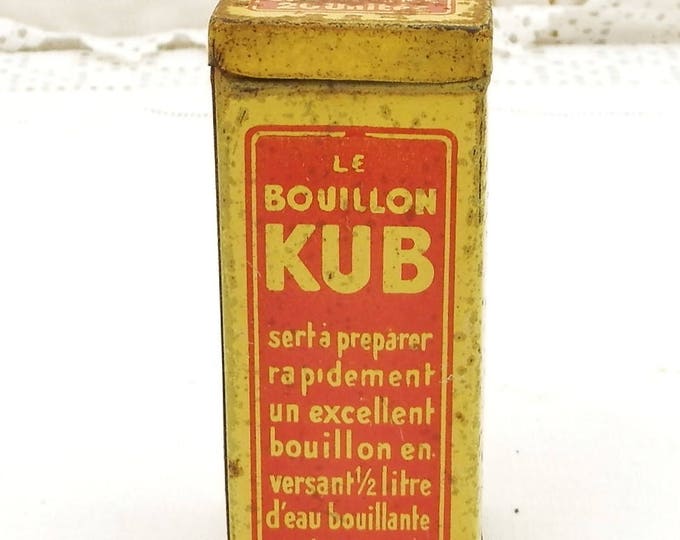 LE
BOUILLON
KUB
sert à preparer
rapidement
un excellent
bouillon en
versant 1/2 litre
d'eau bouillante